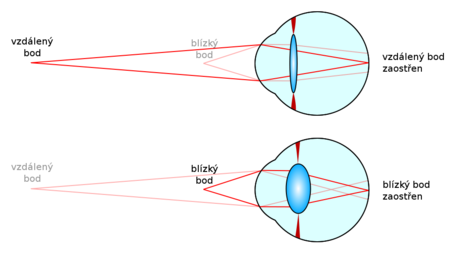 vzdálený
bod
blízký
bod
vzdálený bod
zaostřen
vzdálený
bod
blízký
bod
blízký bod
zaostřen